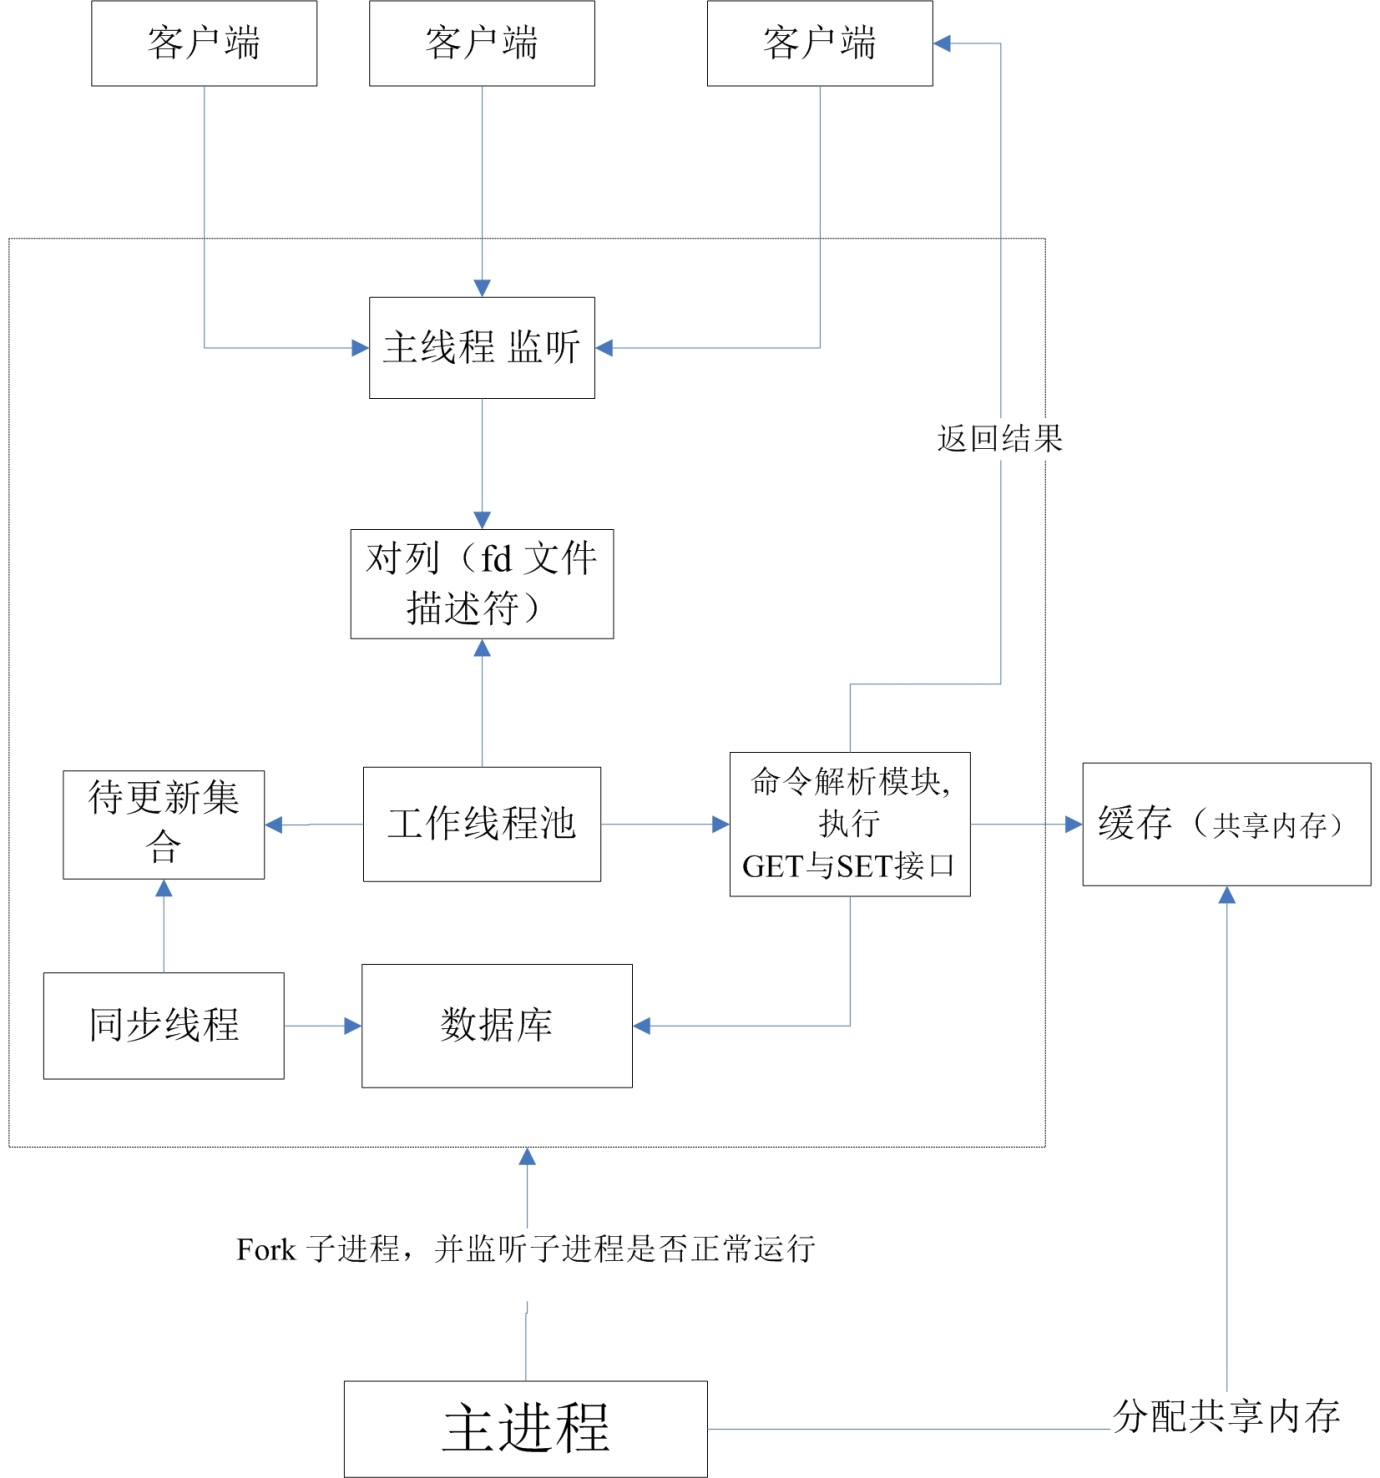 客户端
客户端
客户端
主线程 监听
返回结果
对列（fd 文件
描述符）
待更新集
合
工作线程池
命令解析模块,
执行
GET与SET接口
缓存（共享内存）
同步线程
数据库
Fork 子进程，并监听子进程是否正常运行
主进程
分配共享内存